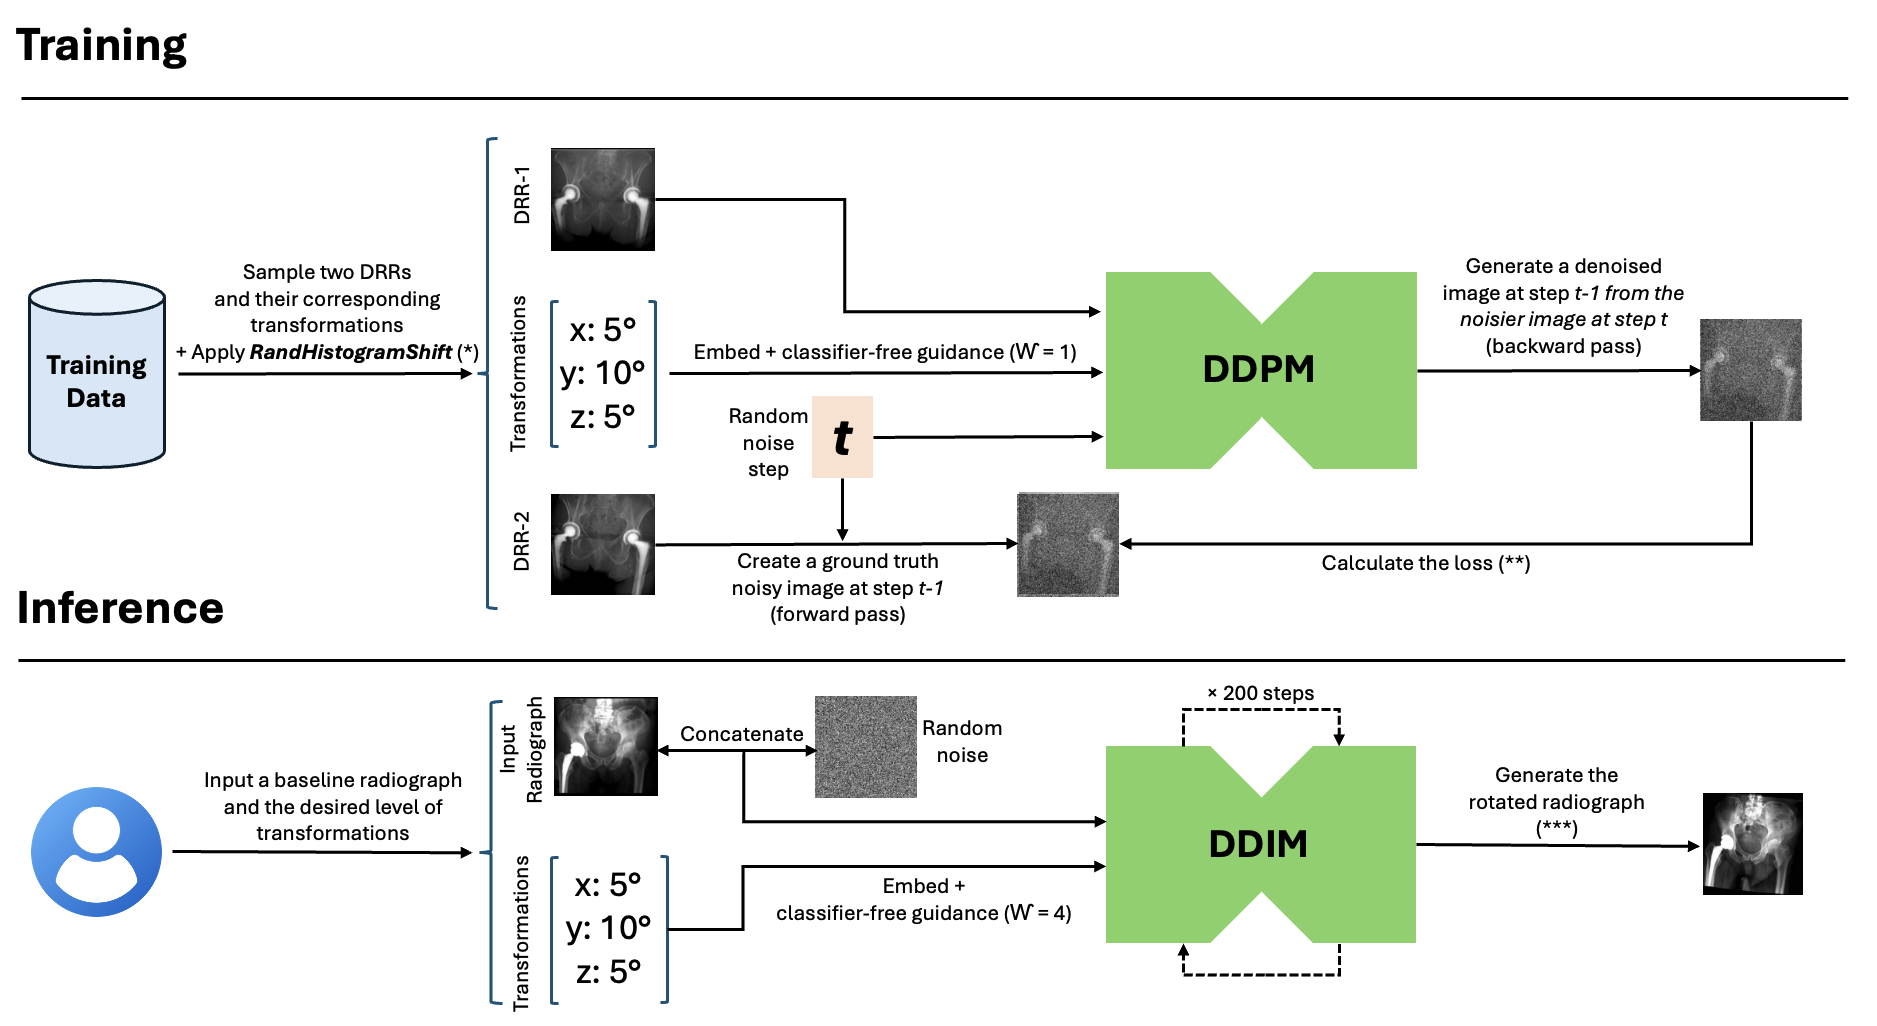 Training
DRR-1
Sample two DRRs
and their corresponding
transformations
+ Apply RandHistogramShift (*)
Training
Data
Transformations
x: 5°
y: 10°
z: 5°
Embed + classifier-free guidance (W = 1)
Random
noise
step
t
DDPM
Generate a denoised
image at step t-1 from the
noisier image at step t
(backward pass)
DRR-2
Create a ground truth
noisy image at step t-1
(forward pass)
Calculate the loss (**)
Inference
Input a baseline radiograph
and the desired level of
transformations
Input
Radiograph
Concatenate
Random
noise
Transformations
x: 5°
y: 10°
z: 5°
Embed +
classifier-free guidance (W = 4)
× 200 steps
DDIM
Generate the
rotated radiograph
(***)